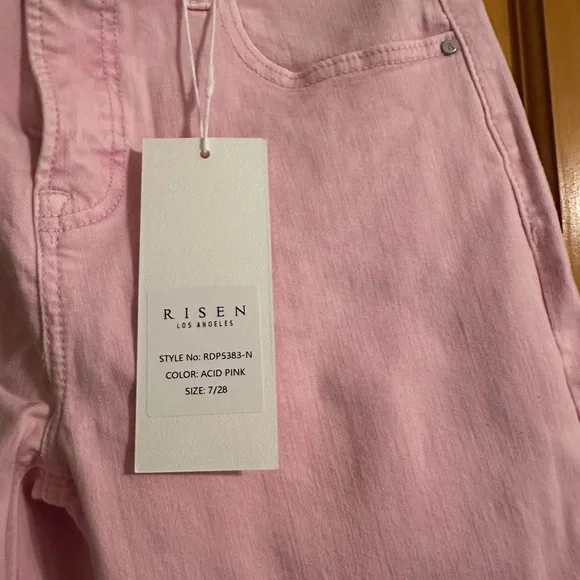 RISEN
LOS ANGELES
STYLE No: RDP5383-N
COLOR: ACID PINK
SIZE: 7/28